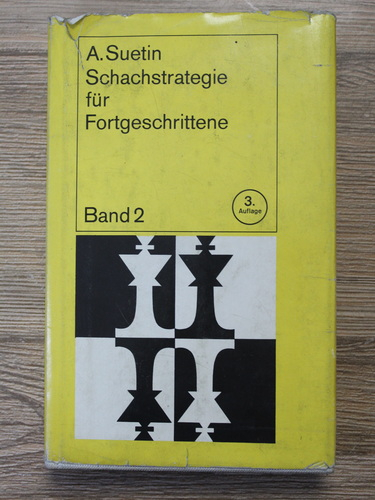 A. Suetin
Schachstrategie
für
Fortgeschrittene
Band 2
3.
Auflage